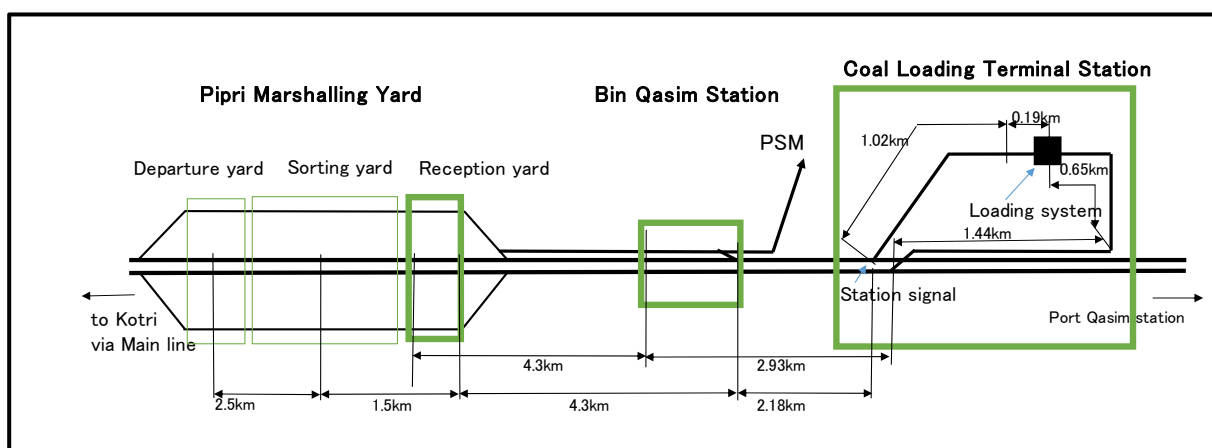 Coal Loading Terminal Station
Pipri Marshalling Yard
Bin Qasim Station
0.19km
1.02km
PSM
Departure yard
Sorting yard
Reception yard
0.65km
Loading system
1.44km
Station signal
to Kotri
via Main line
Port Qasim station
4.3km
2.93km
2.5km
1.5km
4.3km
2.18km